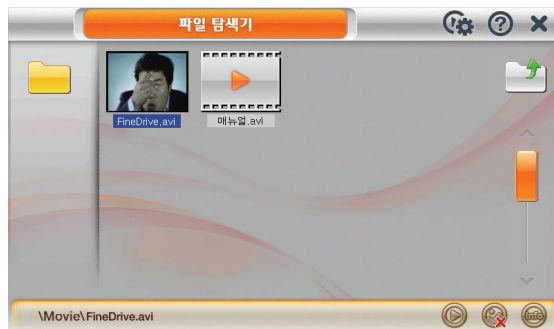 파일 탐색기
FineDrive.avi
매뉴얼.avi
\Movie\FineDrive.avi
info